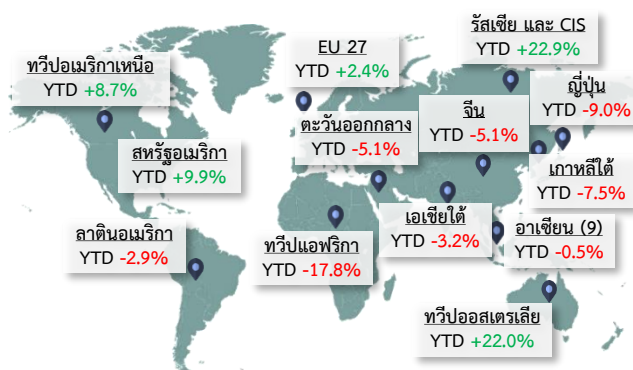 EU 27
YTD +2.4%
รัสเซีย และ CIS
YTD +22.9%
ทวีปอเมริกาเหนือ
YTD +8.7%
ญี่ปุ่น
YTD -9.0%
จีน
YTD -5.1%
ตะวันออกกลาง
YTD -5.1%
สหรัฐอเมริกา
YTD +9.9%
เกาหลีใต้
YTD -7.5%
ลาตินอเมริกา
YTD -2.9%
ทวีปแอฟริกา
YTD -17.8%
เอเชียใต้
YTD -3.2%
อาเซียน (9)
YTD -0.5%
ทวีปออสเตรเลีย
YTD +22.0%